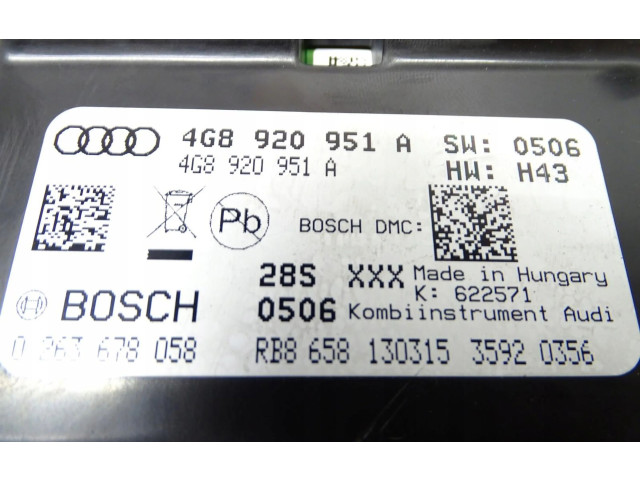 4G8 920 951 A SW: 0506
4G8 920 951 A HW: H43
Pb
BOSCH DMC:
28S XXX Made in Hungary
K: 622571
BOSCH 0506 Kombiinstrument Audi
0 263 678 058 RB8 658 130315 3592 0356